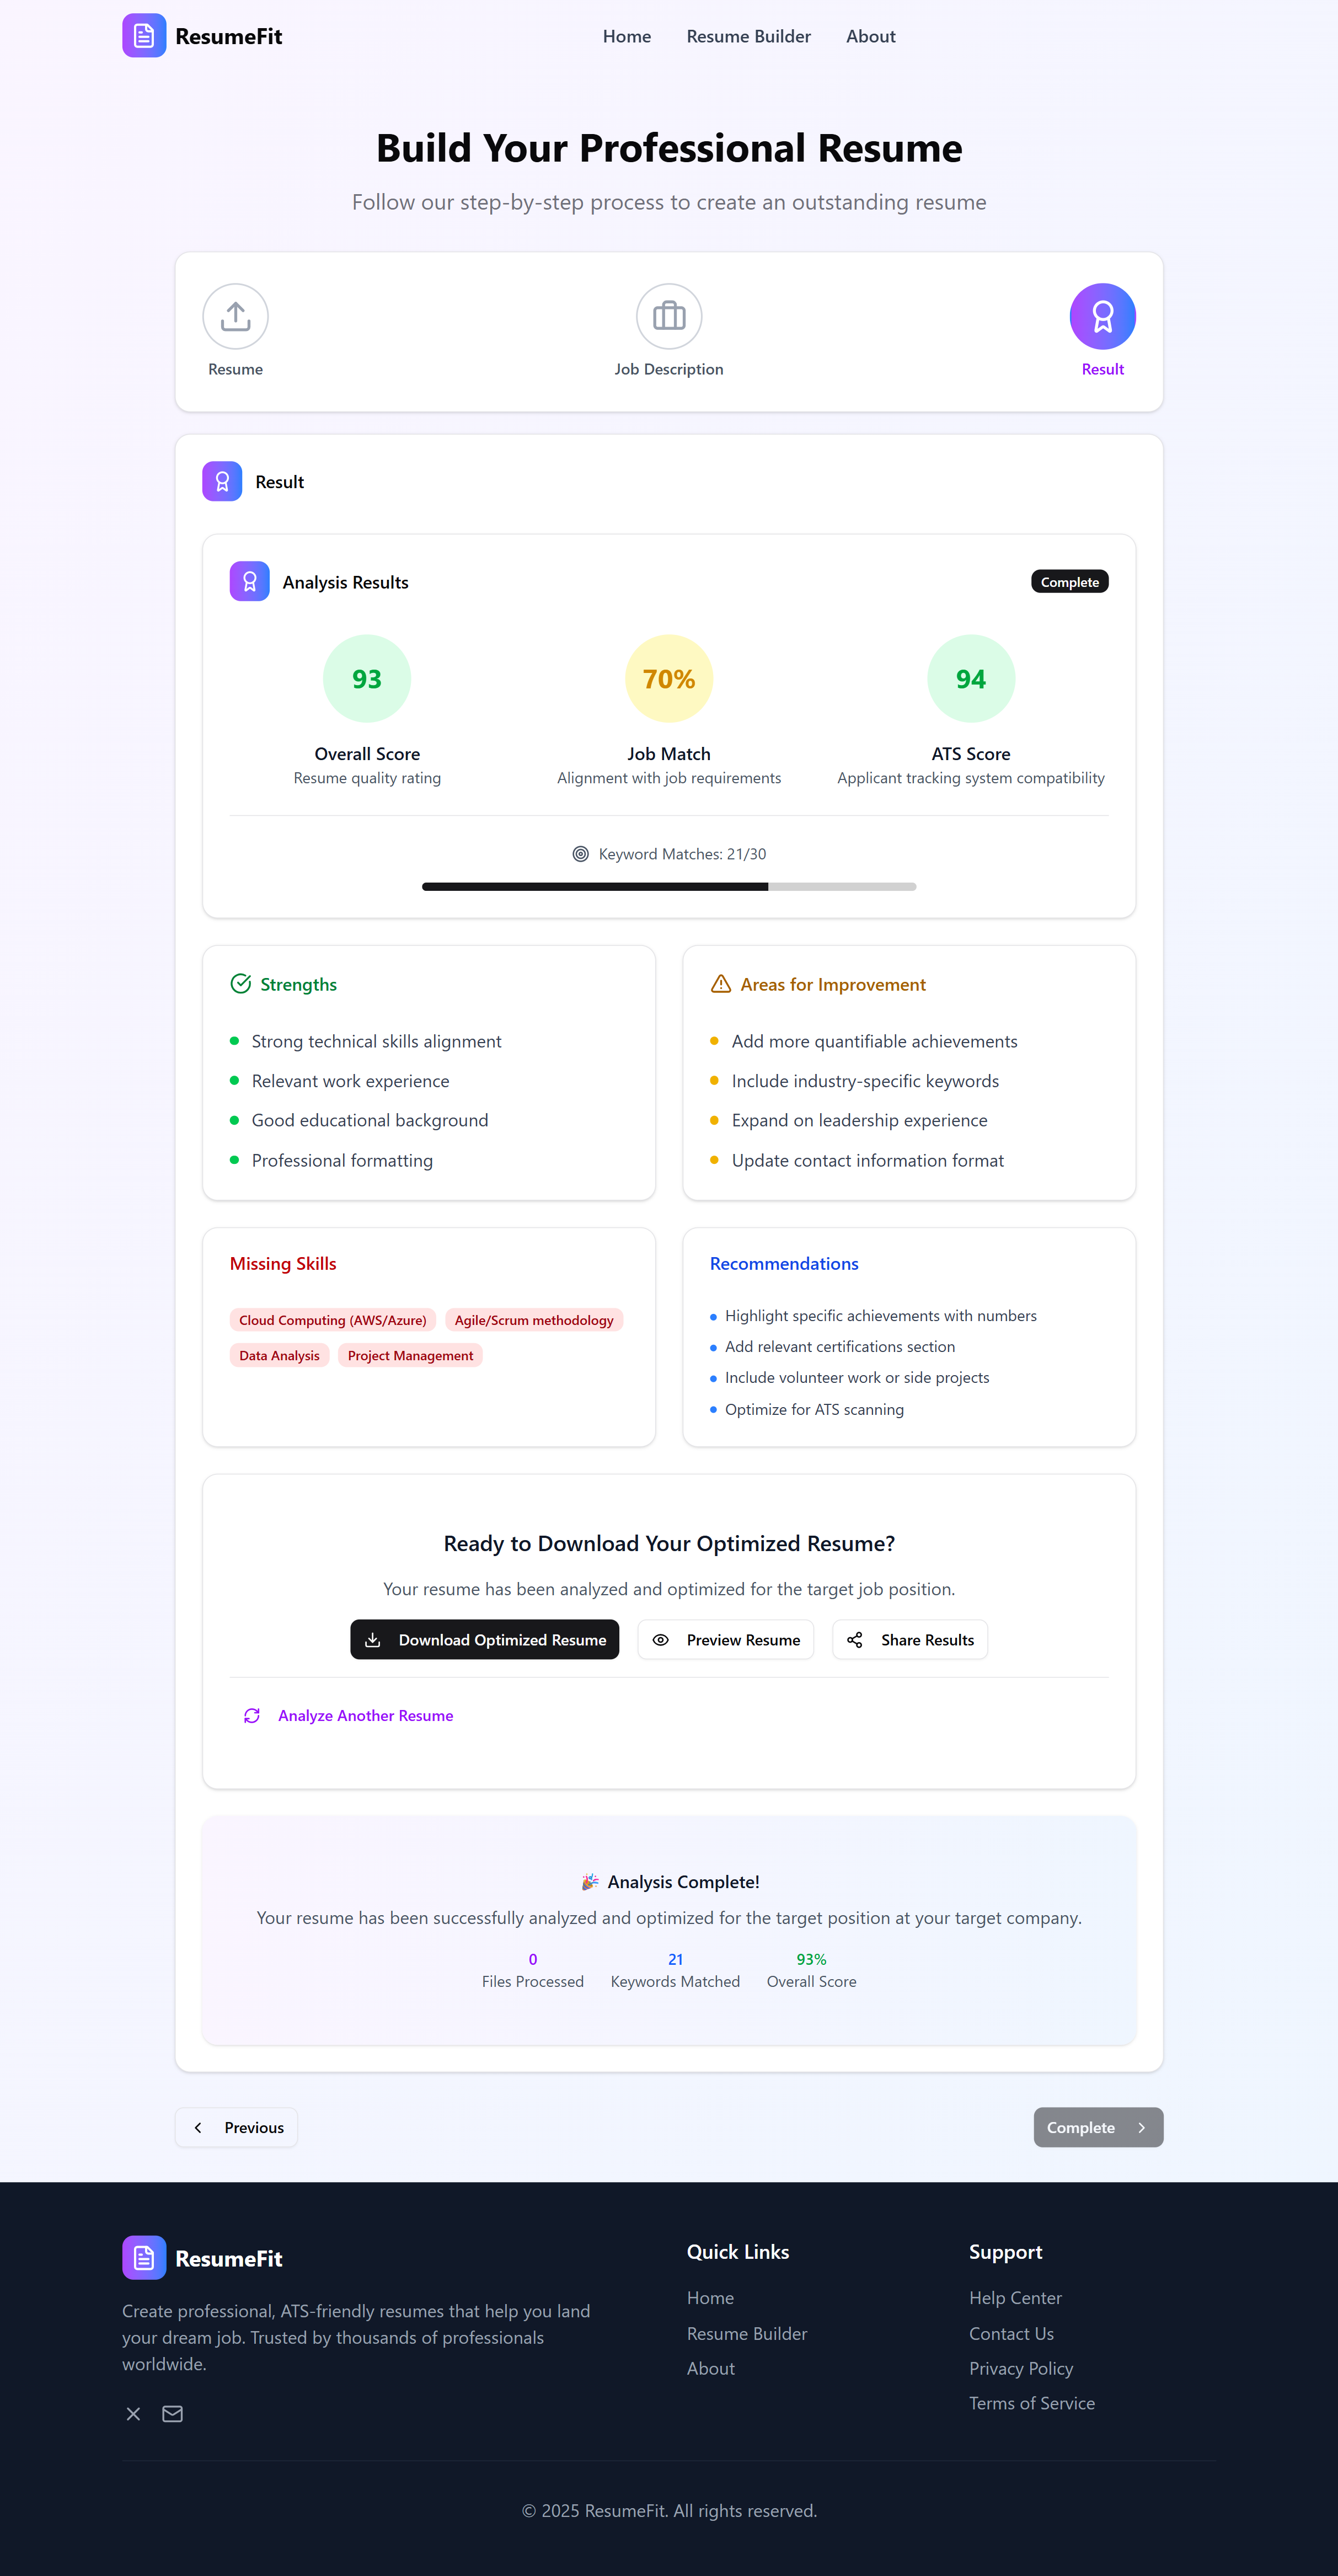 ResumeFit
Home
Resume Builder
About
Build Your Professional Resume
Follow our step-by-step process to create an outstanding resume
Resume
Job Description
Result
Result
Analysis Results
Complete
93
70%
94
Overall Score
Job Match
ATS Score
Resume quality rating
Alignment with job requirements
Applicant tracking system compatibility
Keyword Matches: 21/30
Strengths
Strong technical skills alignment
Relevant work experience
Good educational background
Professional formatting
Areas for Improvement
Add more quantifiable achievements
Include industry-specific keywords
Expand on leadership experience
Update contact information format
Missing Skills
Cloud Computing (AWS/Azure)
Agile/Scrum methodology
Data Analysis
Project Management
Recommendations
Highlight specific achievements with numbers
Add relevant certifications section
Include volunteer work or side projects
Optimize for ATS scanning
Ready to Download Your Optimized Resume?
Your resume has been analyzed and optimized for the target job position.
Download Optimized Resume
Preview Resume
Share Results
Analyze Another Resume
🎉 Analysis Complete!
Your resume has been successfully analyzed and optimized for the target position at your target company.
0
21
93%
Files Processed
Keywords Matched
Overall Score
Previous
Complete
ResumeFit
Create professional, ATS-friendly resumes that help you land
your dream job. Trusted by thousands of professionals
worldwide.
Quick Links
Home
Resume Builder
About
Support
Help Center
Contact Us
Privacy Policy
Terms of Service
© 2025 ResumeFit. All rights reserved.